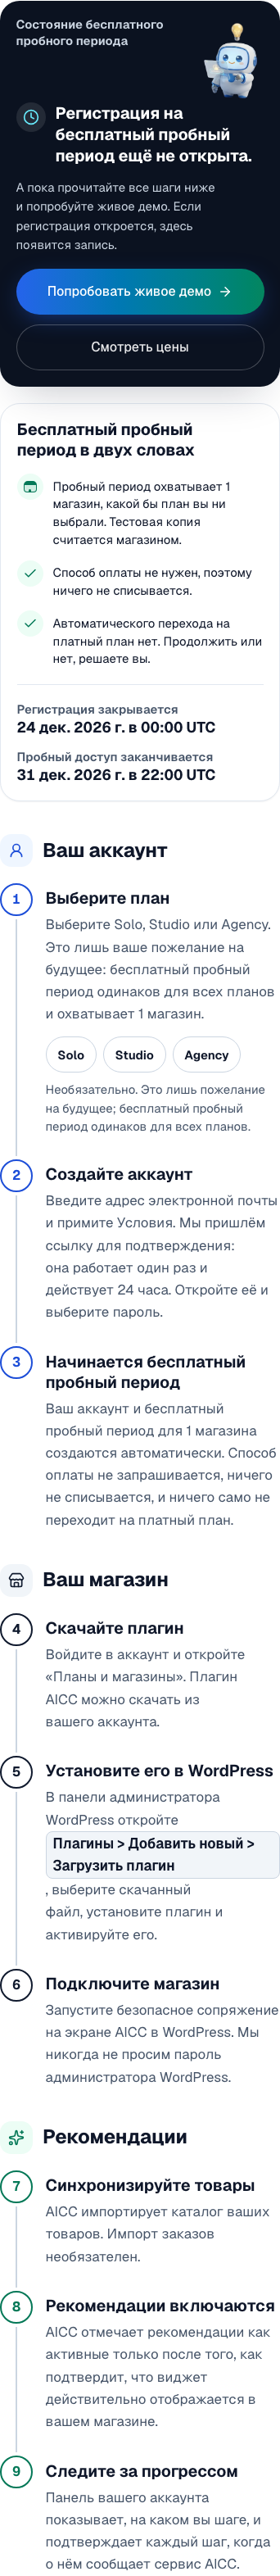 Состояние бесплатного
пробного периода
Регистрация на
бесплатный пробный
период ещё не открыта.
А пока прочитайте все шаги ниже
и попробуйте живое демо. Если
регистрация откроется, здесь
появится запись.
Попробовать живое демо →
Смотреть цены
Бесплатный пробный
период в двух словах
Пробный период охватывает 1
магазин, какой бы план вы ни
выбрали. Тестовая копия
считается магазином.
Способ оплаты не нужен, поэтому
ничего не списывается.
Автоматического перехода на
платный план нет. Продолжить или
нет, решаете вы.
Регистрация закрывается
24 дек. 2026 г. в 00:00 UTC
Пробный доступ заканчивается
31 дек. 2026 г. в 22:00 UTC
Ваш аккаунт
1
Выберите план
Выберите Solo, Studio или Agency.
Это лишь ваше пожелание на
будущее: бесплатный пробный
период одинаков для всех планов
и охватывает 1 магазин.
Solo Studio Agency
Необязательно. Это лишь пожелание
на будущее; бесплатный пробный
период одинаков для всех планов.
2
Создайте аккаунт
Введите адрес электронной почты
и примите Условия. Мы пришлём
ссылку для подтверждения:
она работает один раз и
действует 24 часа. Откройте её и
выберите пароль.
3
Начинается бесплатный
пробный период
Ваш аккаунт и бесплатный
пробный период для 1 магазина
создаются автоматически. Способ
оплаты не запрашивается, ничего
не списывается, и ничего само не
переходит на платный план.
Ваш магазин
4
Скачайте плагин
Войдите в аккаунт и откройте
«Планы и магазины». Плагин
AICC можно скачать из
вашего аккаунта.
5
Установите его в WordPress
В панели администратора
WordPress откройте
Плагины > Добавить новый >
Загрузить плагин
, выберите скачанный
файл, установите плагин и
активируйте его.
6
Подключите магазин
Запустите безопасное сопряжение
на экране AICC в WordPress. Мы
никогда не просим пароль
администратора WordPress.
Рекомендации
7
Синхронизируйте товары
AICC импортирует каталог ваших
товаров. Импорт заказов
необязателен.
8
Рекомендации включаются
AICC отмечает рекомендации как
активные только после того, как
подтвердит, что виджет
действительно отображается в
вашем магазине.
9
Следите за прогрессом
Панель вашего аккаунта
показывает, на каком вы шаге, и
подтверждает каждый шаг, когда
о нём сообщает сервис AICC.